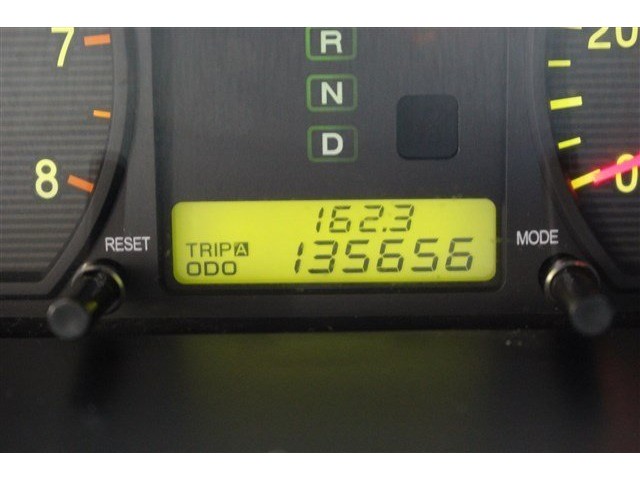 7
8
R
N
D
20
0
RESET
162.3
TRIP A
ODO 135656
MODE